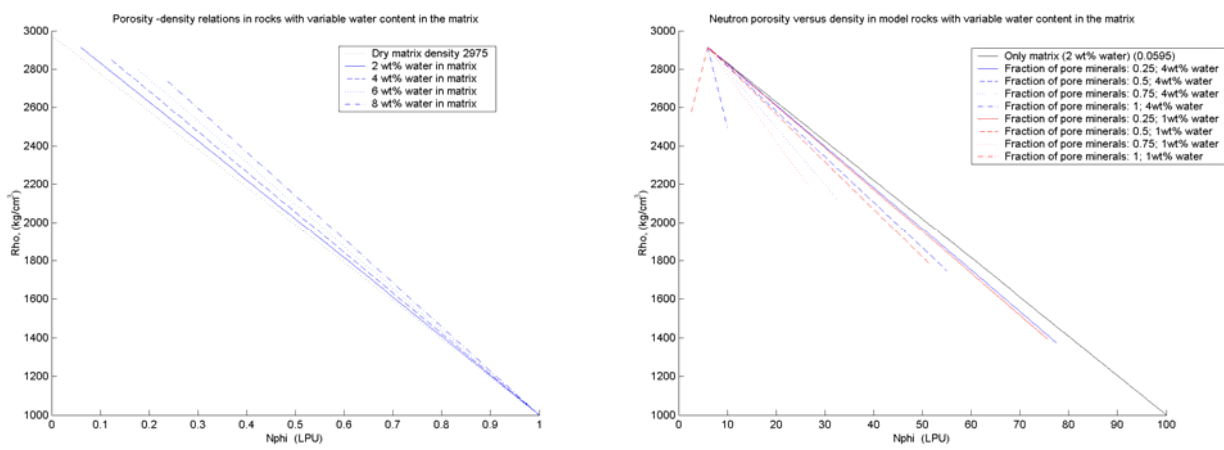 Porosity -density relations in rocks with variable water content in the matrix
3000
2800
2600
2400
2200
2000
1800
1600
1400
1200
1000
Rho, (kg/cm³)
0
0.1
0.2
0.3
0.4
0.5
0.6
0.7
0.8
0.9
1
Nphi (LPU)
Dry matrix density 2975
2 wt% water in matrix
4 wt% water in matrix
6 wt% water in matrix
8 wt% water in matrix
Neutron porosity versus density in model rocks with variable water content in the matrix
3000
2800
2600
2400
2200
2000
1800
1600
1400
1200
1000
Rho, (kg/cm³)
0
10
20
30
40
50
60
70
80
90
100
Nphi (LPU)
Only matrix (2 wt% water) (0.0595)
Fraction of pore minerals: 0.25; 4wt% water
Fraction of pore minerals: 0.5; 4wt% water
Fraction of pore minerals: 0.75; 4wt% water
Fraction of pore minerals: 1; 4wt% water
Fraction of pore minerals: 0.25; 1wt% water
Fraction of pore minerals: 0.5; 1wt% water
Fraction of pore minerals: 0.75; 1wt% water
Fraction of pore minerals: 1; 1wt% water